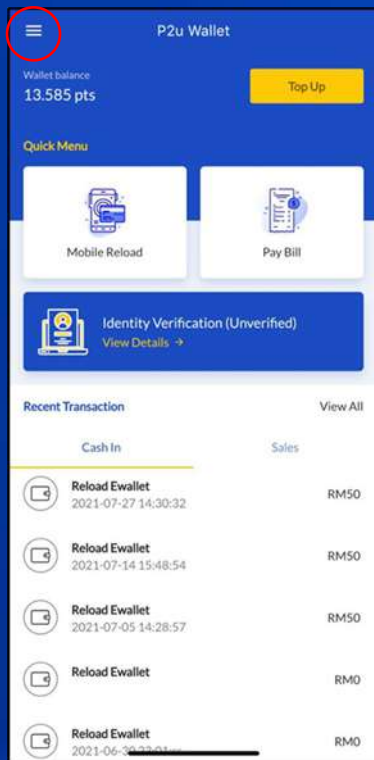 P2u Wallet
Wallet balance
13.585 pts
Top Up
Quick Menu
Mobile Reload
Pay Bill
Identity Verification (Unverified)
View Details →
Recent Transaction
View All
Cash In
Sales
Reload Ewallet
RM50
2021-07-27 14:30:32
Reload Ewallet
RM50
2021-07-14 15:48:54
Reload Ewallet
RM50
2021-07-05 14:28:57
Reload Ewallet
RM0
Reload Ewallet
RM0